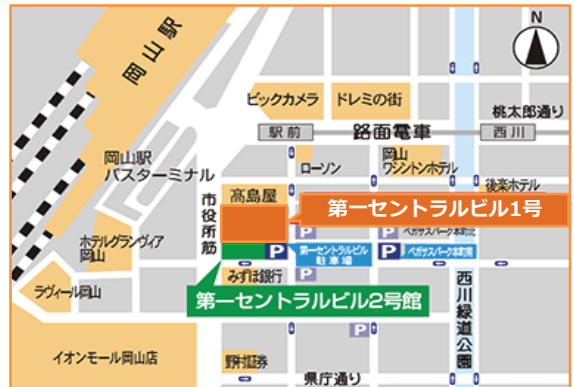 N
岡山駅
ビックカメラ
ドレミの街
桃太郎通り
駅前
路面電車
西川
岡山駅
バスターミナル
ローソン
岡山
ワシントンホテル
後楽ホテル
市役所筋
高島屋
第一セントラルビル1号
P
P
ペガサスパーク本町北
ホテルグランヴィア
岡山
P
第一セントラルビル
駐車場
P
ペガサスパーク本町南
みずほ銀行
ラヴィール岡山
第一セントラルビル2号館
西川緑道公園
P
イオンモール岡山店
野村証券
県庁通り